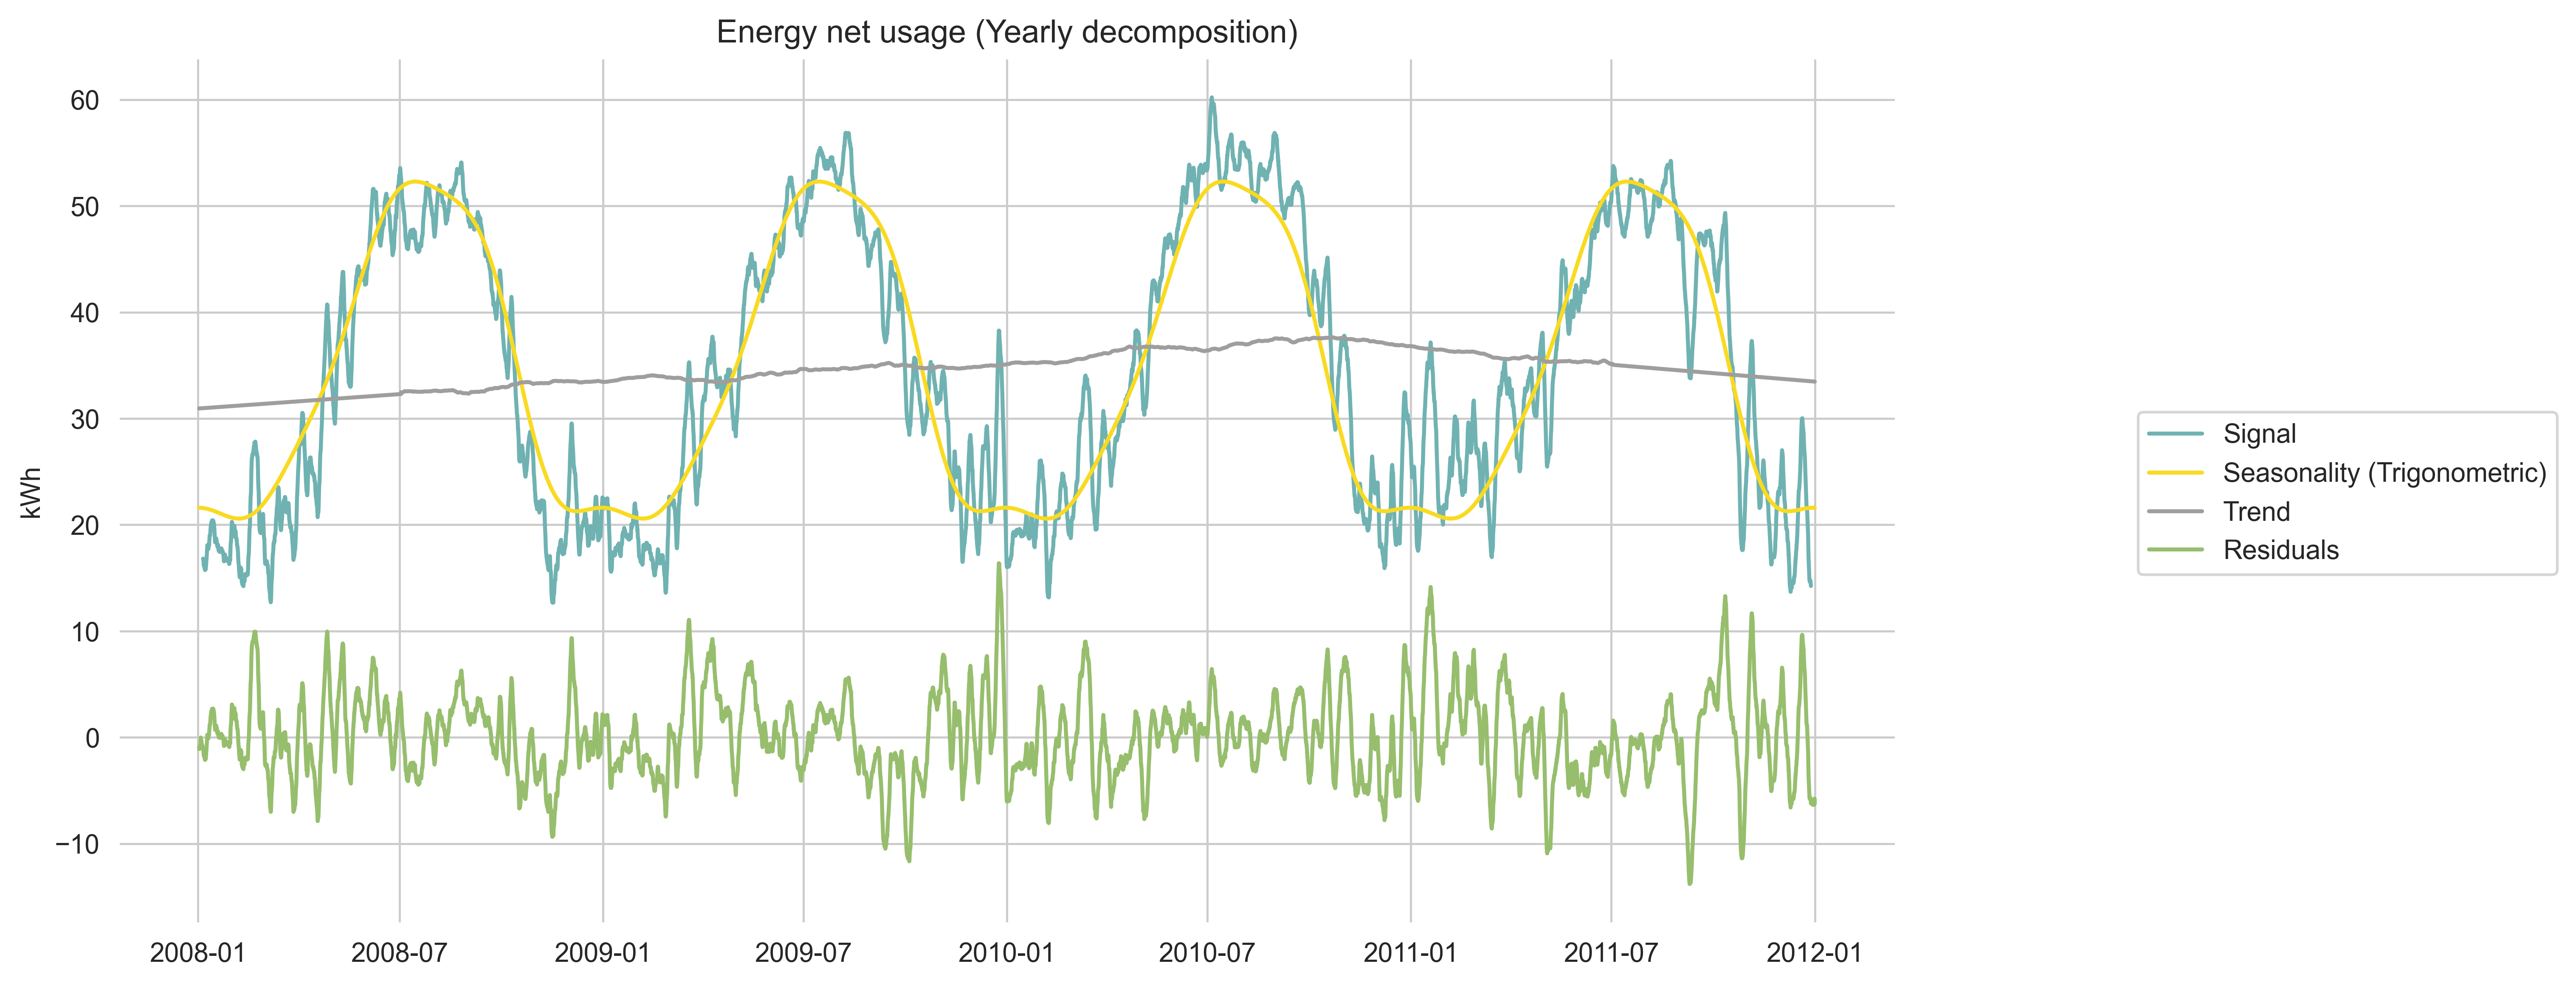 Energy net usage (Yearly decomposition)
60
50
40
30
20
10
0
−10
kWh
2008-01
2008-07
2009-01
2009-07
2010-01
2010-07
2011-01
2011-07
2012-01
Signal
Seasonality (Trigonometric)
Trend
Residuals